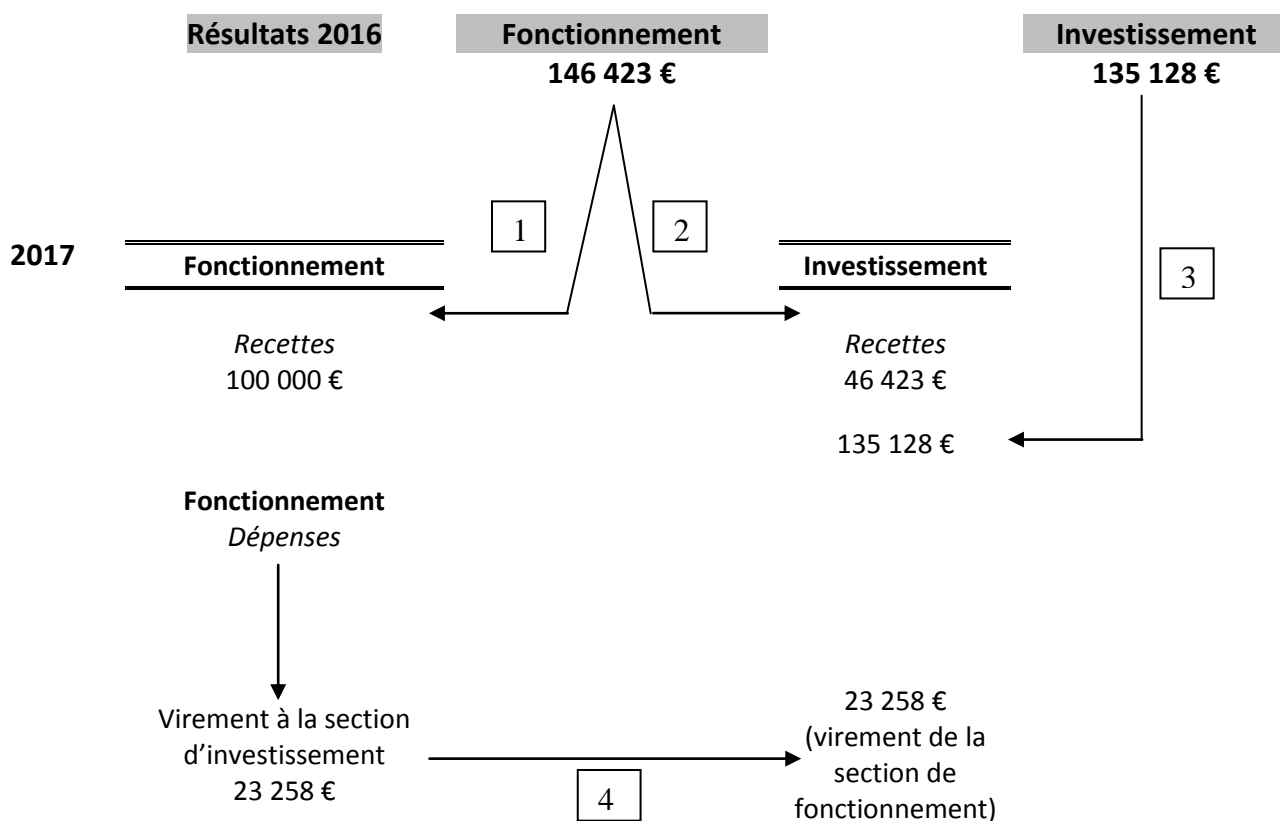 Résultats 2016 Fonctionnement Investissement
146 423 € 135 128 €
1 2
2017 Fonctionnement Investissement 3
Recettes Recettes
100 000 € 46 423 €
135 128 €
Fonctionnement
Dépenses
Virement à la section
d’investissement
23 258 €
4
23 258 €
(virement de la
section de
fonctionnement)